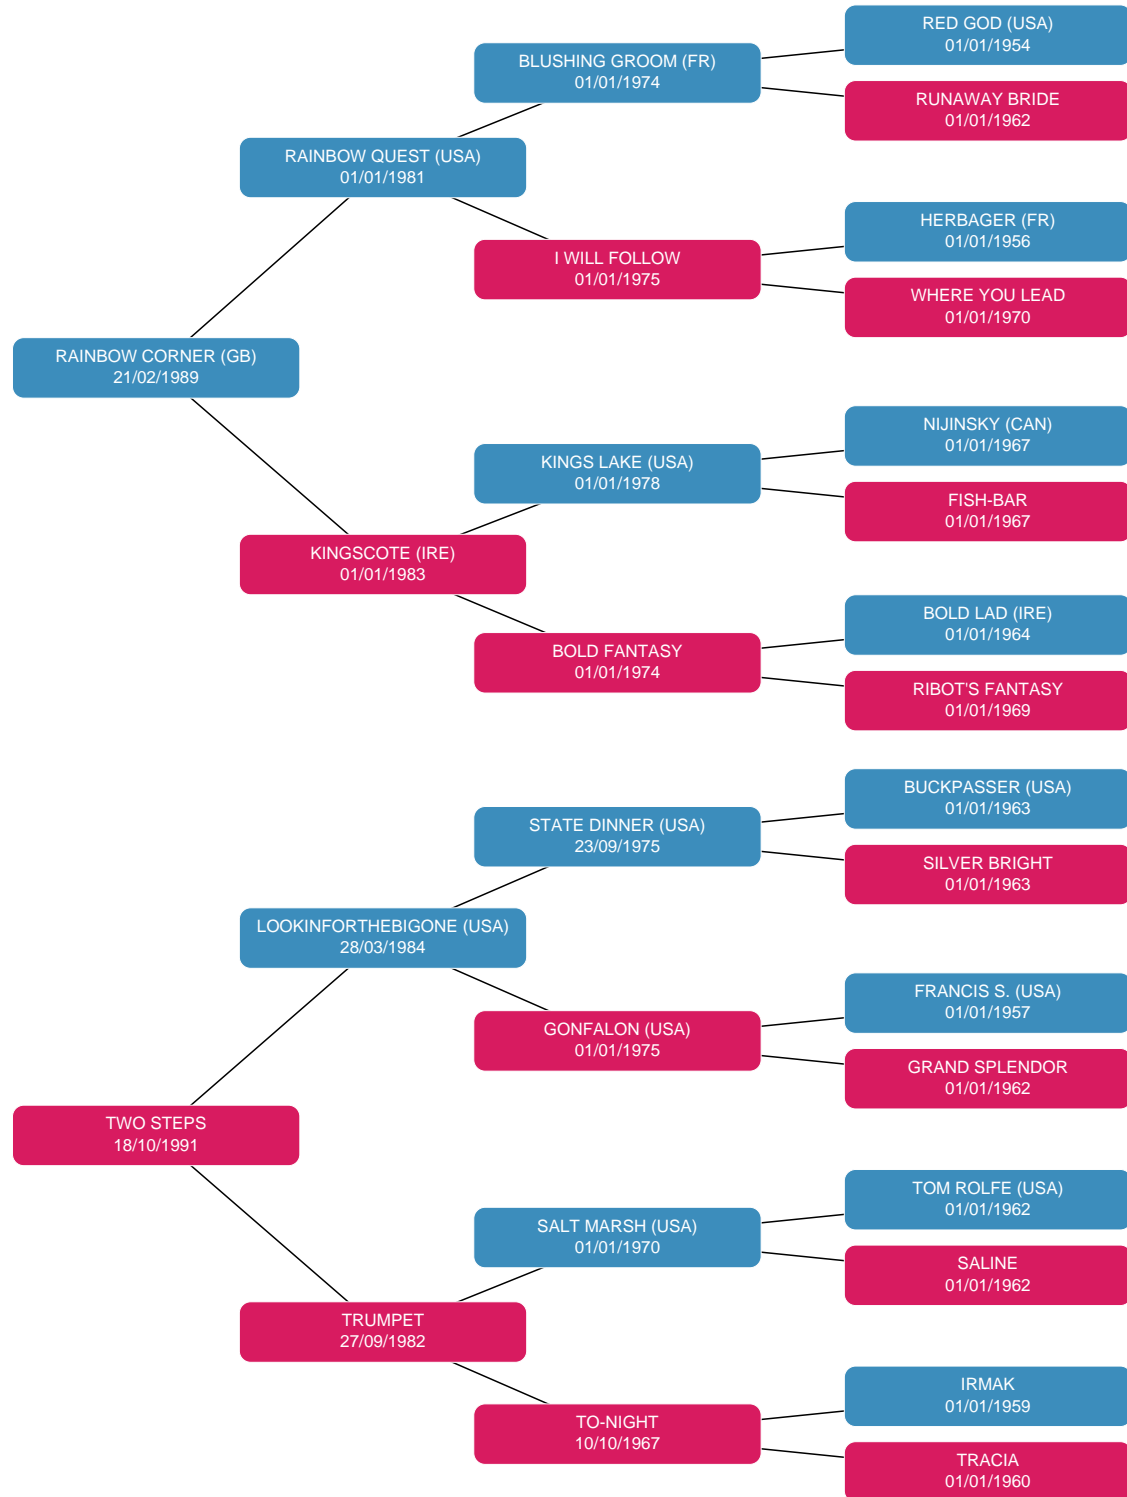 RED GOD (USA)
01/01/1954
BLUSHING GROOM (FR)
01/01/1974
RUNAWAY BRIDE
01/01/1962
RAINBOW QUEST (USA)
01/01/1981
HERBAGER (FR)
01/01/1956
I WILL FOLLOW
01/01/1975
WHERE YOU LEAD
01/01/1970
RAINBOW CORNER (GB)
21/02/1989
NIJINSKY (CAN)
01/01/1967
KINGS LAKE (USA)
01/01/1978
FISH-BAR
01/01/1967
KINGSCOTE (IRE)
01/01/1983
BOLD LAD (IRE)
01/01/1964
BOLD FANTASY
01/01/1974
RIBOT'S FANTASY
01/01/1969
BUCKPASSER (USA)
01/01/1963
STATE DINNER (USA)
23/09/1975
SILVER BRIGHT
01/01/1963
LOOKINFORTHEBIGONE (USA)
28/03/1984
FRANCIS S. (USA)
01/01/1957
GONFALON (USA)
01/01/1975
GRAND SPLENDOR
01/01/1962
TWO STEPS
18/10/1991
TOM ROLFE (USA)
01/01/1962
SALT MARSH (USA)
01/01/1970
SALINE
01/01/1962
TRUMPET
27/09/1982
IRMAK
01/01/1959
TO-NIGHT
10/10/1967
TRACIA
01/01/1960